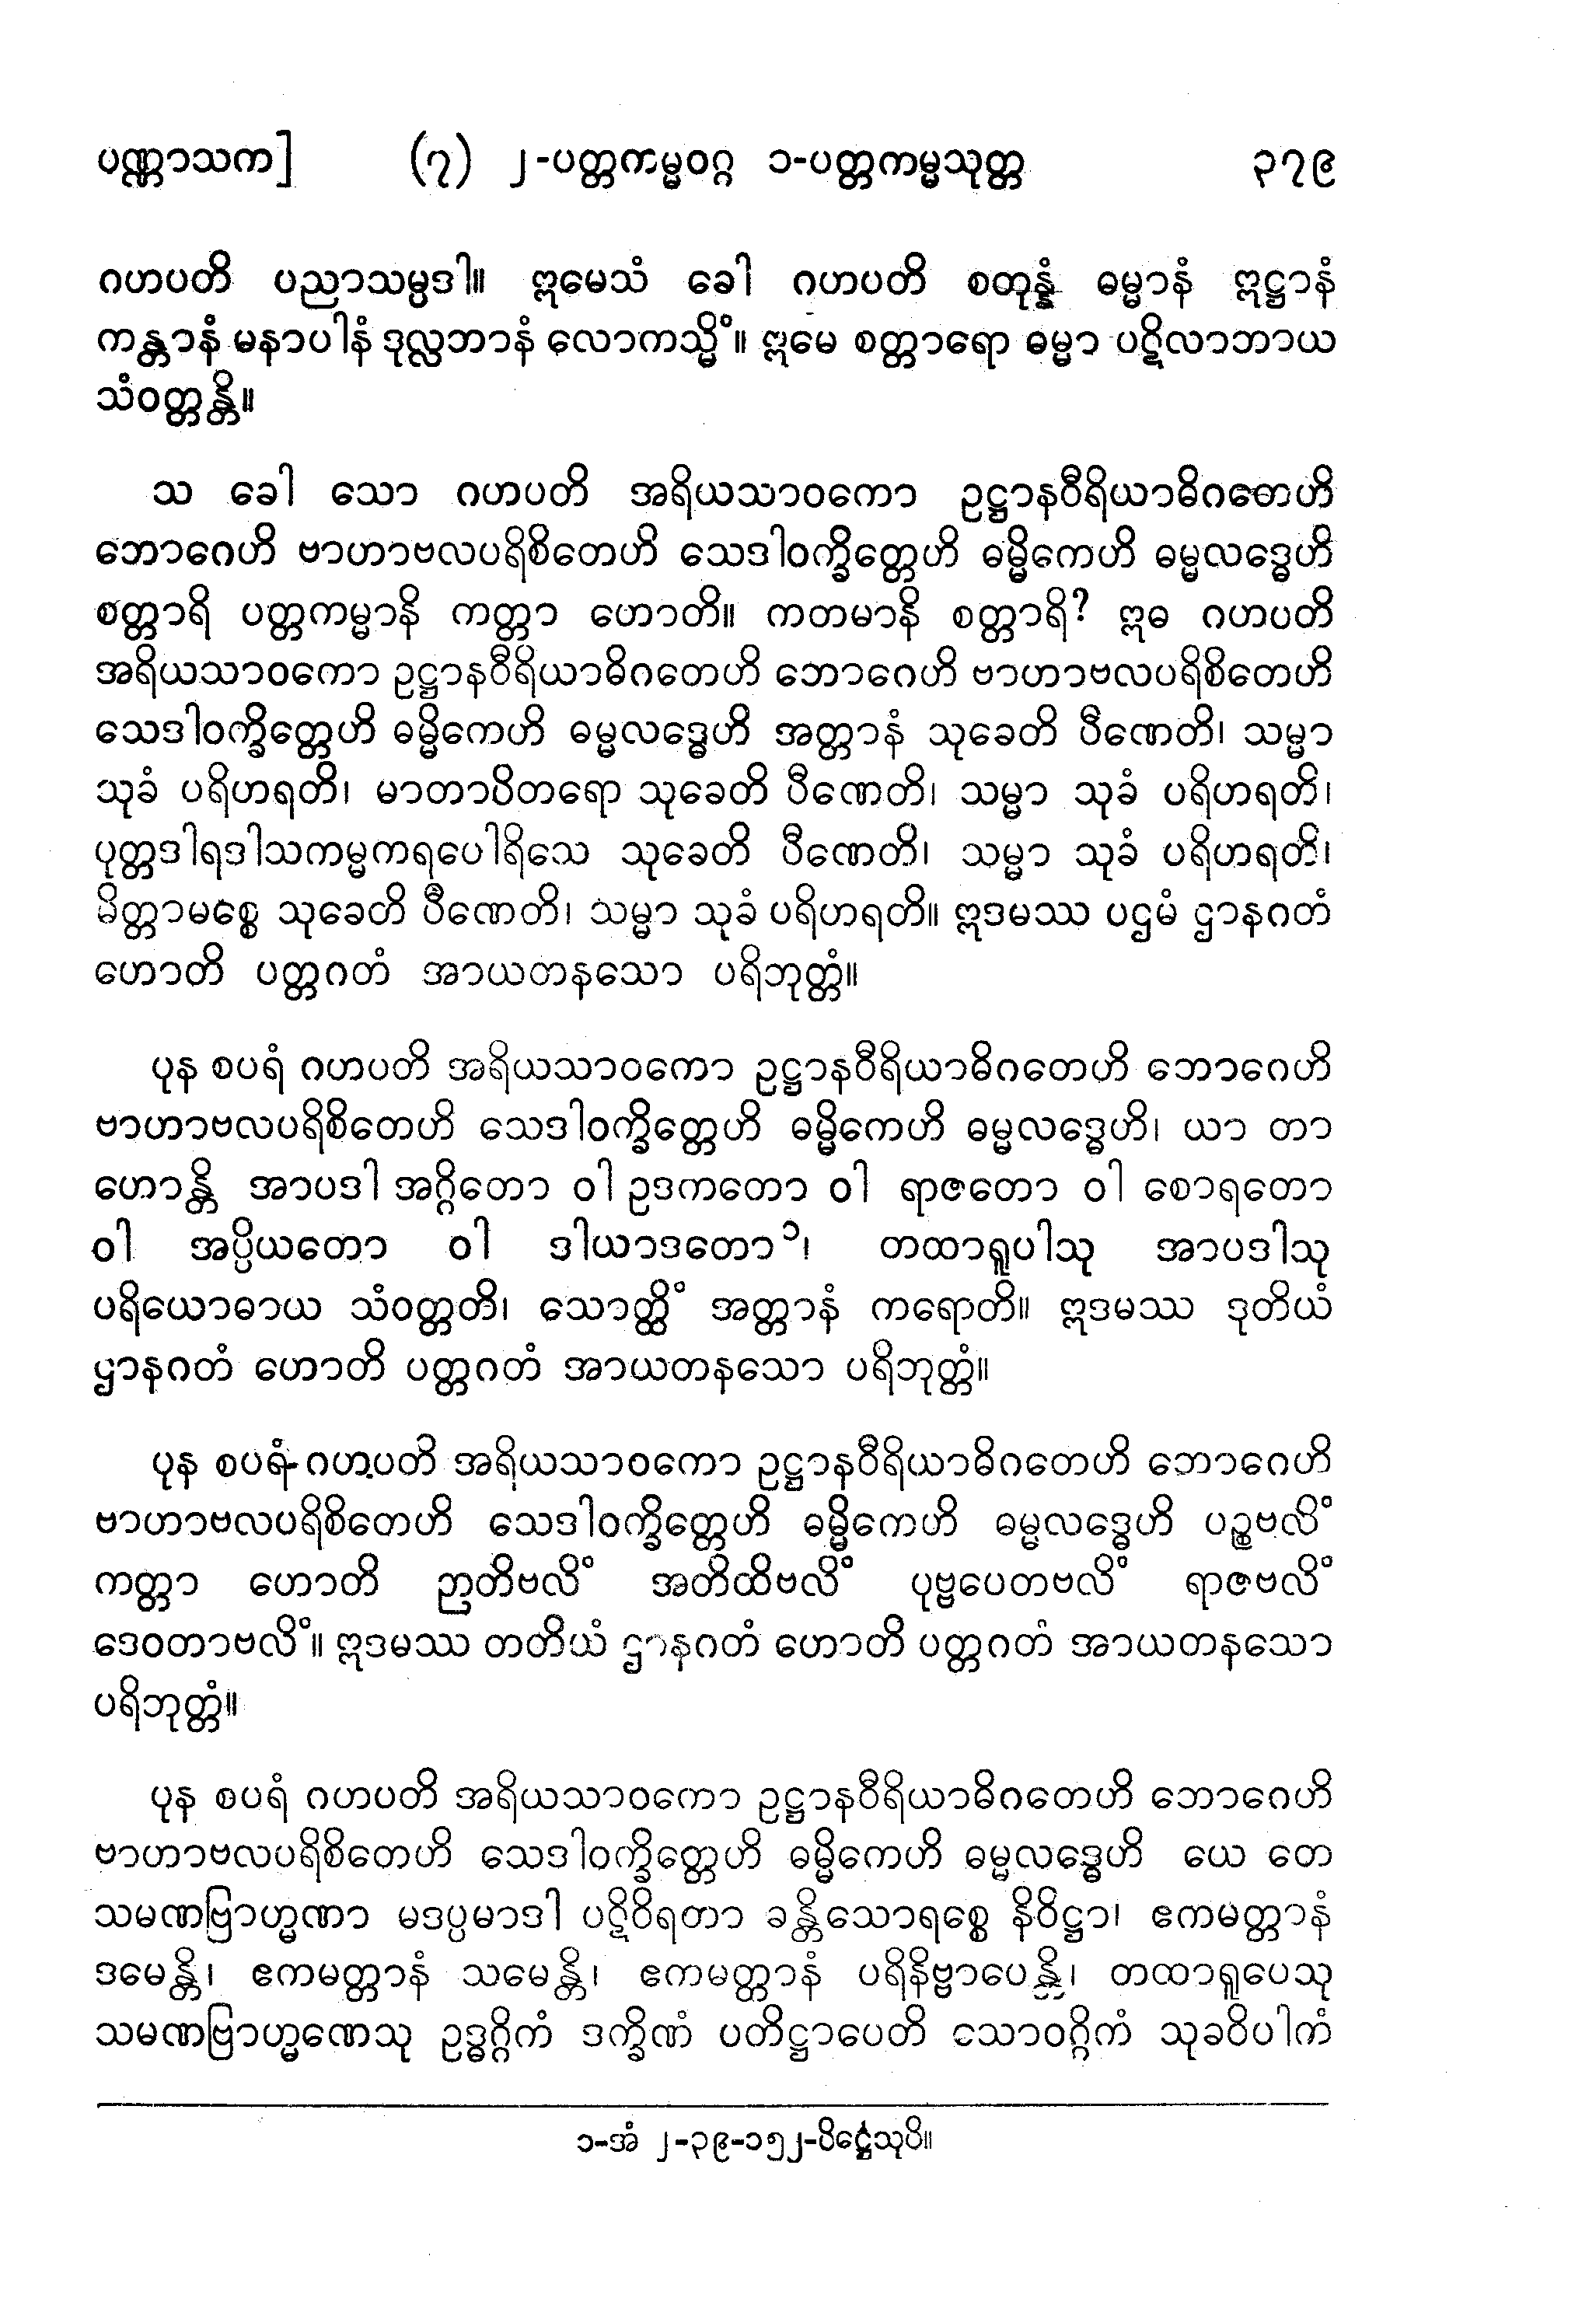 ပဏ္ဏာသက] (၇) ၂-ပတ္တကမ္မဝဂ္ဂ ၁-ပတ္တကမ္မသုတ္တ ၃၇၉
ဂဟပတိ ပညာသမ္ပဒါ။ ဣမေသံ ခေါ ဂဟပတိ စတုန္နံ ဓမ္မာနံ ဣဋ္ဌာနံ
ကန္တာနံ မနာပါနံ ဒုလ္လဘာနံ လောကသ္မိံ။ ဣမေ စတ္တာရော ဓမ္မာ ပဋိလာဘာယ
သံဝတ္တန္တိ။
သ ခေါ သော ဂဟပတိ အရိယသာဝကော ဥဋ္ဌာနဝီရိယာဓိဂတေဟိ
ဘောဂေဟိ ဗာဟာဗလပရိစိတေဟိ သေဒါဝက္ခိတ္တေဟိ ဓမ္မိကေဟိ ဓမ္မလဒ္ဓေဟိ
စတ္တာရိ ပတ္တကမ္မာနိ ကတ္တာ ဟောတိ။ ကတမာနိ စတ္တာရိ? ဣဓ ဂဟပတိ
အရိယသာဝကော ဥဋ္ဌာနဝီရိယာဓိဂတေဟိ ဘောဂေဟိ ဗာဟာဗလပရိစိတေဟိ
သေဒါဝက္ခိတ္တေဟိ ဓမ္မိကေဟိ ဓမ္မလဒ္ဓေဟိ အတ္တာနံ သုခေတိ ပီဏေတိ၊ သမ္မာ
သုခံ ပရိဟရတိ၊ မာတာပိတရော သုခေတိ ပီဏေတိ၊ သမ္မာ သုခံ ပရိဟရတိ၊
ပုတ္တဒါရဒါသကမ္မကရပေါရိသေ သုခေတိ ပီဏေတိ၊ သမ္မာ သုခံ ပရိဟရတိ၊
မိတ္တာမစ္စေ သုခေတိ ပီဏေတိ၊ သမ္မာ သုခံ ပရိဟရတိ။ ဣဒမဿ ပဌမံ ဌာနဂတံ
ဟောတိ ပတ္တဂတံ အာယတနသော ပရိဘုတ္တံ။
ပုန စပရံ ဂဟပတိ အရိယသာဝကော ဥဋ္ဌာနဝီရိယာဓိဂတေဟိ ဘောဂေဟိ
ဗာဟာဗလပရိစိတေဟိ သေဒါဝက္ခိတ္တေဟိ ဓမ္မိကေဟိ ဓမ္မလဒ္ဓေဟိ၊ ယာ တာ
ဟောန္တိ အာပဒါ အဂ္ဂိတော ဝါ ဥဒကတော ဝါ ရာဇတော ဝါ စောရတော
ဝါ အပ္ပိယတော ဝါ ဒါယာဒတော၁၊ တထာရူပါသု အာပဒါသု
ပရိယောဓာယ သံဝတ္တတိ၊ သောတ္ထိံ အတ္တာနံ ကရောတိ။ ဣဒမဿ ဒုတိယံ
ဌာနဂတံ ဟောတိ ပတ္တဂတံ အာယတနသော ပရိဘုတ္တံ။
ပုန စပရံ ဂဟပတိ အရိယသာဝကော ဥဋ္ဌာနဝီရိယာဓိဂတေဟိ ဘောဂေဟိ
ဗာဟာဗလပရိစိတေဟိ သေဒါဝက္ခိတ္တေဟိ ဓမ္မိကေဟိ ဓမ္မလဒ္ဓေဟိ ပဉ္စဗလိံ
ကတ္တာ ဟောတိ ဉာတိဗလိံ အတိထိဗလိံ ပုဗ္ဗပေတဗလိံ ရာဇဗလိံ
ဒေဝတာဗလိံ။ ဣဒမဿ တတိယံ ဌာနဂတံ ဟောတိ ပတ္တဂတံ အာယတနသော
ပရိဘုတ္တံ။
ပုန စပရံ ဂဟပတိ အရိယသာဝကော ဥဋ္ဌာနဝီရိယာဓိဂတေဟိ ဘောဂေဟိ
ဗာဟာဗလပရိစိတေဟိ သေဒါဝက္ခိတ္တေဟိ ဓမ္မိကေဟိ ဓမ္မလဒ္ဓေဟိ ယေ တေ
သမဏဗြာဟ္မဏာ မဒပ္ပမာဒါ ပဋိဝိရတာ ခန္တိသောရစ္စေ နိဝိဋ္ဌာ၊ ဧကမတ္တာနံ
ဒမေန္တိ၊ ဧကမတ္တာနံ သမေန္တိ၊ ဧကမတ္တာနံ ပရိနိဗ္ဗာပေန္တိ၊ တထာရူပေသု
သမဏဗြာဟ္မဏေသု ဥဒ္ဓဂ္ဂိကံ ဒက္ခိဏံ ပတိဋ္ဌာပေတိ သောဝဂ္ဂိကံ သုခဝိပါကံ
၁-အံ ၂-၃၉-၁၅၂-ပိဋ္ဌေသုပိ။